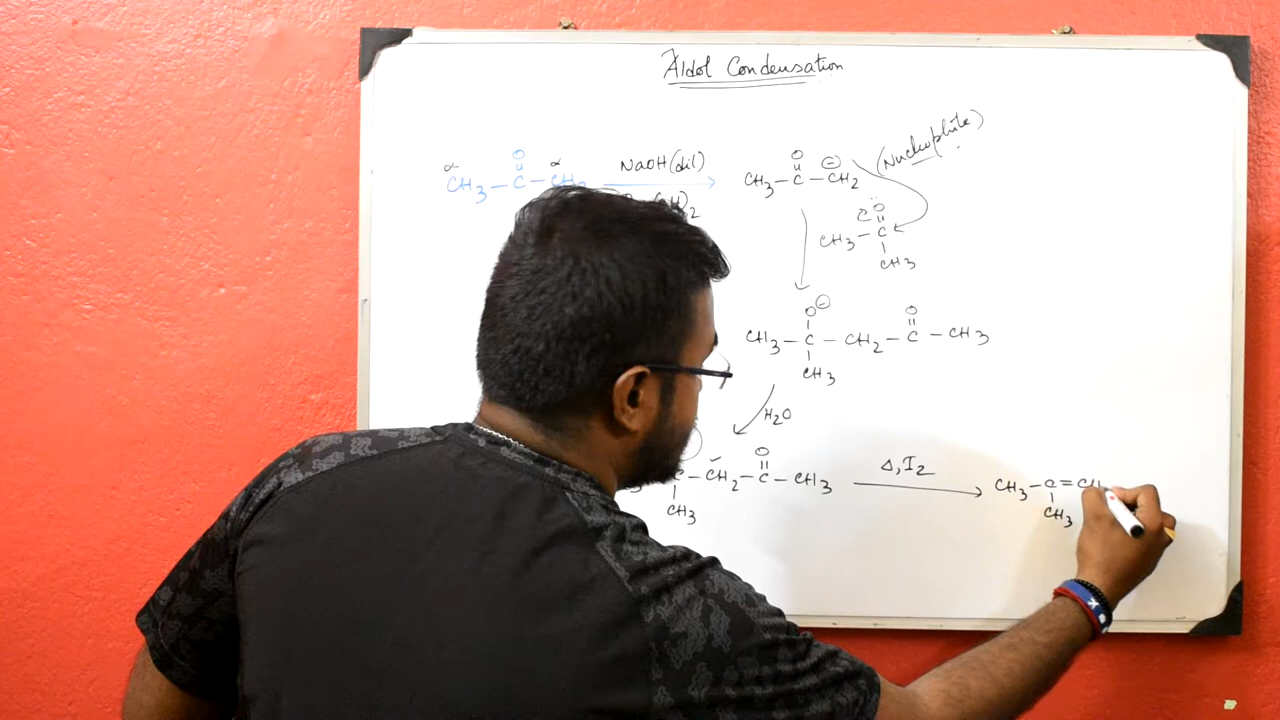 Aldol Condensation
α α
O
CH3 – C – CH3
NaOH (dil)
O
CH3 – C – CH2 ⊖
(Nucleophile)
O
CH3 – C
CH3
O⊖ O
CH3 – C – CH2 – C – CH3
CH3
H2O
O
C – CH2 – C – CH3
CH3
Δ, I2
CH3 – C = CH
CH3